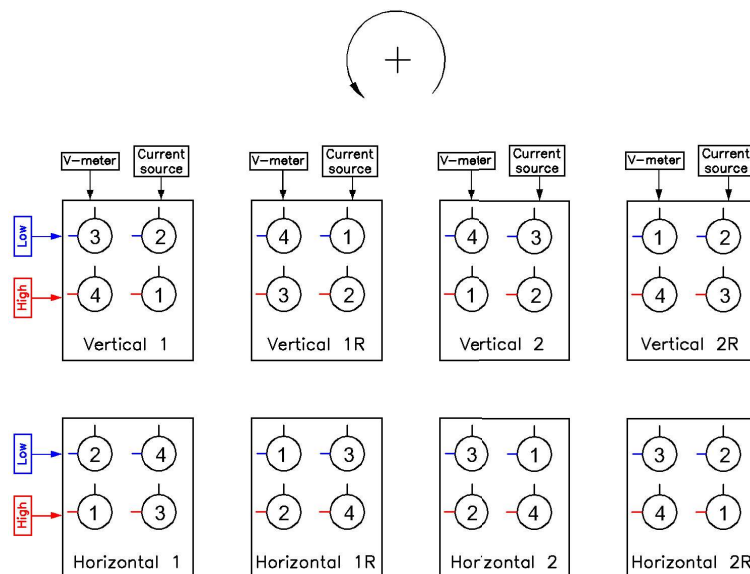 V-meter Current source V-meter Current source V-meter Current source V-meter Current source
Low 3 2 4 1 4 3 1 2
High 4 1 3 2 1 2 4 3
Vertical 1 Vertical 1R Vertical 2 Vertical 2R
Low 2 4 1 3 3 1 3 2
High 1 3 2 4 2 4 4 1
Horizontal 1 Horizontal 1R Horizontal 2 Horizontal 2R